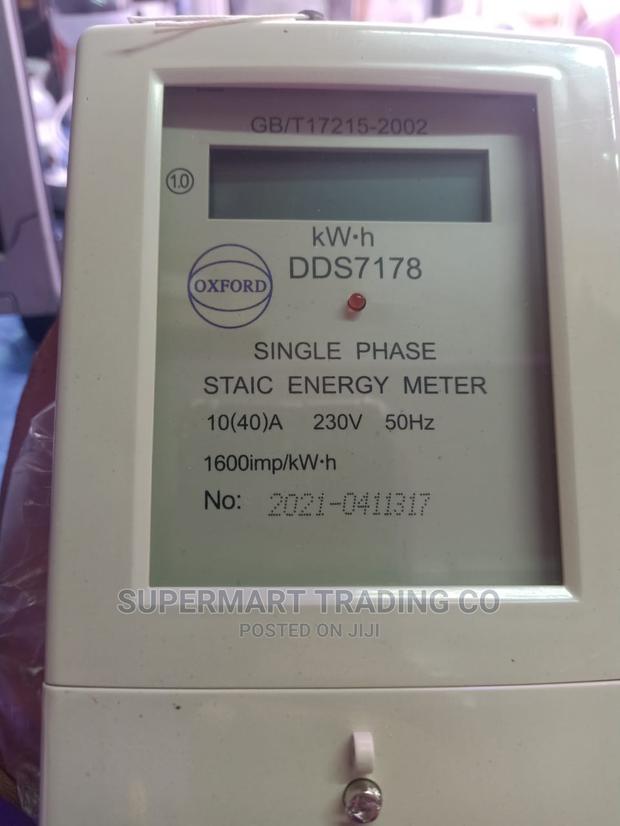 GB/T17215-2002
1.0
kW•h
DDS7178
OXFORD
SINGLE PHASE
STAIC ENERGY METER
10(40)A 230V 50Hz
1600imp/kW•h
No: 2021-0411317
SUPERMART TRADING CO
POSTED ON JIJI